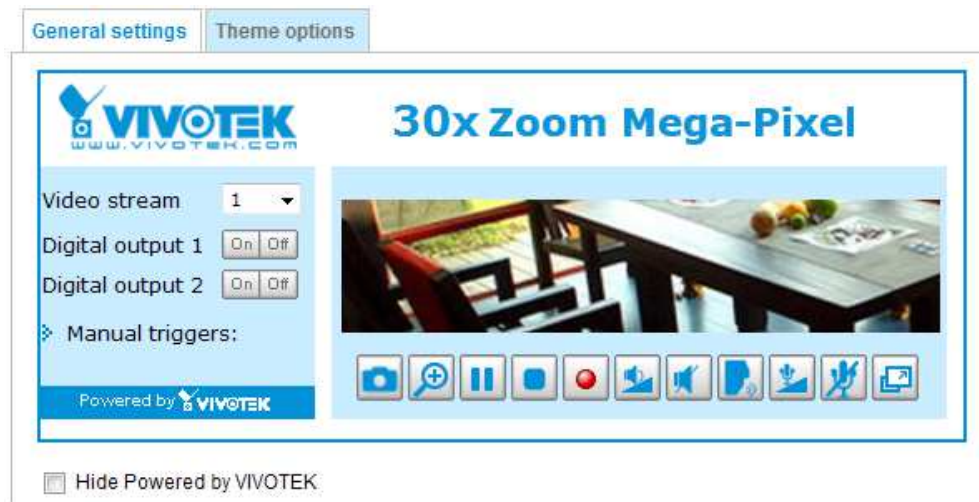 General settings
Theme options
VIVOTEK
www.vivotek.com
30x Zoom Mega-Pixel
Video stream 1
Digital output 1 On Off
Digital output 2 On Off
Manual triggers:
Powered by VIVOTEK
Hide Powered by VIVOTEK